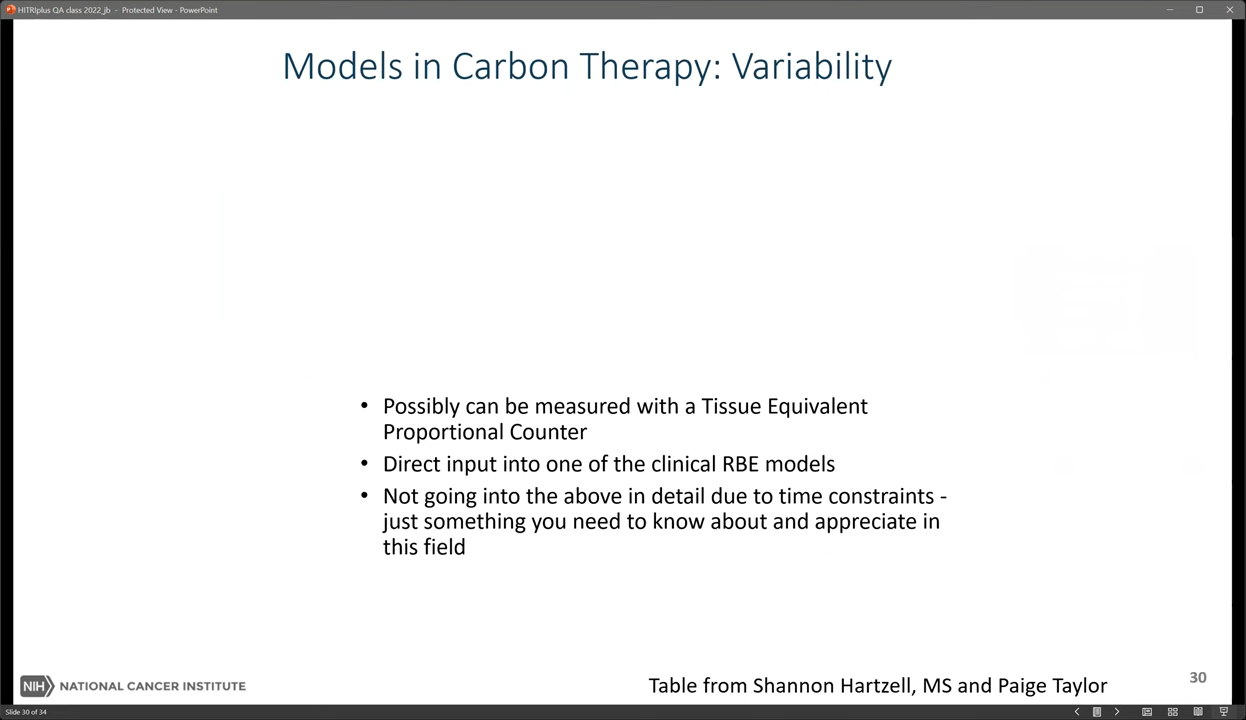 HITRIplus QA class 2022_jb - Protected View - PowerPoint
Models in Carbon Therapy: Variability
• Possibly can be measured with a Tissue Equivalent
Proportional Counter
• Direct input into one of the clinical RBE models
• Not going into the above in detail due to time constraints -
just something you need to know about and appreciate in
this field
NIH NATIONAL CANCER INSTITUTE
Table from Shannon Hartzell, MS and Paige Taylor
30
Slide 30 of 34